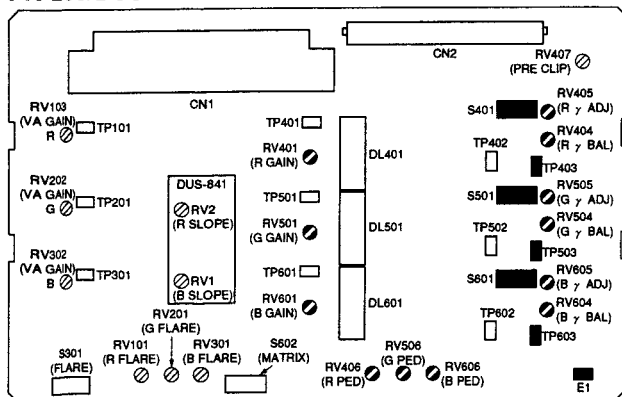 CN1
CN2
RV407
(PRE CLIP)
RV103
(VA GAIN)
R
TP101
TP401
S401
RV405
(R γ ADJ)
RV401
(R GAIN)
DL401
TP402
RV404
(R γ BAL)
TP403
RV202
(VA GAIN)
G
TP201
DUS-841
RV2
(R SLOPE)
TP501
S501
RV505
(G γ ADJ)
RV501
(G GAIN)
DL501
TP502
RV504
(G γ BAL)
TP503
RV302
(VA GAIN)
B
TP301
RV1
(B SLOPE)
TP601
S601
RV605
(B γ ADJ)
RV601
(B GAIN)
DL601
TP602
RV604
(B γ BAL)
TP603
RV201
(G FLARE)
S301
(FLARE)
RV101
(R FLARE)
RV301
(B FLARE)
S602
(MATRIX)
RV406
(R PED)
RV506
(G PED)
RV606
(B PED)
E1